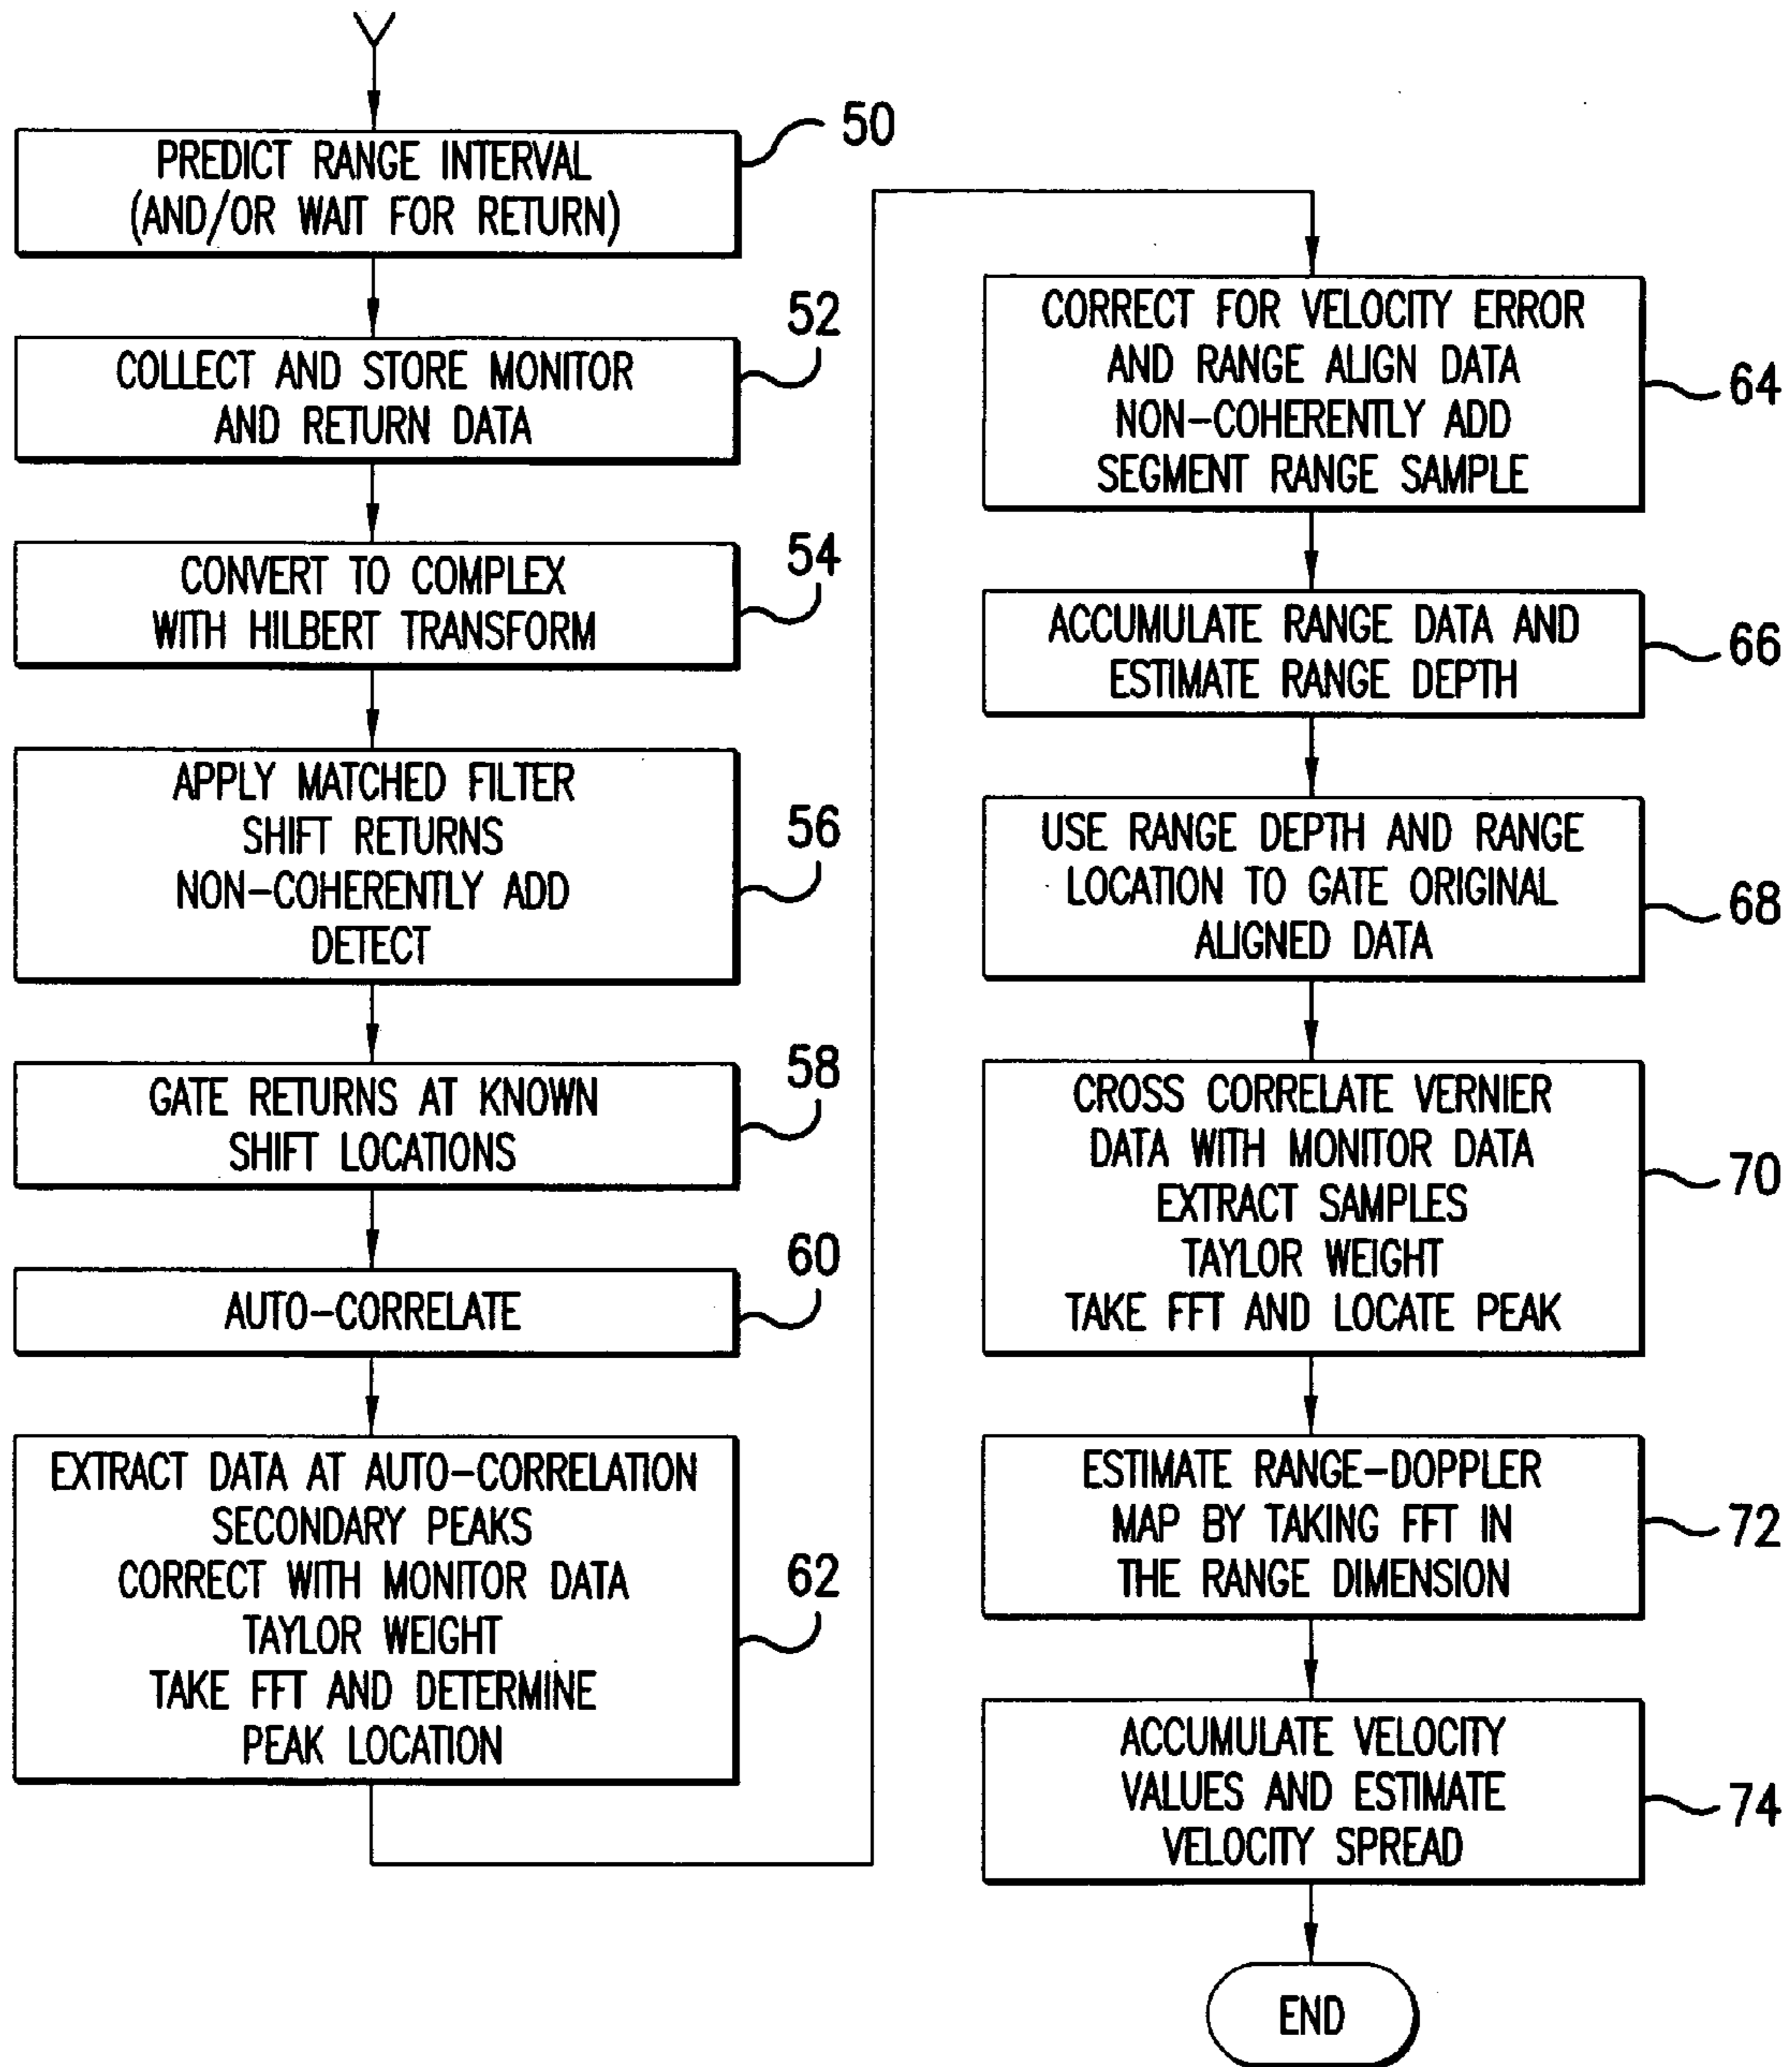 PREDICT RANGE INTERVAL
(AND/OR WAIT FOR RETURN)
50
COLLECT AND STORE MONITOR
AND RETURN DATA
52
CONVERT TO COMPLEX
WITH HILBERT TRANSFORM
54
APPLY MATCHED FILTER
SHIFT RETURNS
NON-COHERENTLY ADD
DETECT
56
GATE RETURNS AT KNOWN
SHIFT LOCATIONS
58
AUTO-CORRELATE
60
EXTRACT DATA AT AUTO-CORRELATION
SECONDARY PEAKS
CORRECT WITH MONITOR DATA
TAYLOR WEIGHT
TAKE FFT AND DETERMINE
PEAK LOCATION
62
CORRECT FOR VELOCITY ERROR
AND RANGE ALIGN DATA
NON-COHERENTLY ADD
SEGMENT RANGE SAMPLE
64
ACCUMULATE RANGE DATA AND
ESTIMATE RANGE DEPTH
66
USE RANGE DEPTH AND RANGE
LOCATION TO GATE ORIGINAL
ALIGNED DATA
68
CROSS CORRELATE VERNIER
DATA WITH MONITOR DATA
EXTRACT SAMPLES
TAYLOR WEIGHT
TAKE FFT AND LOCATE PEAK
70
ESTIMATE RANGE-DOPPLER
MAP BY TAKING FFT IN
THE RANGE DIMENSION
72
ACCUMULATE VELOCITY
VALUES AND ESTIMATE
VELOCITY SPREAD
74
END